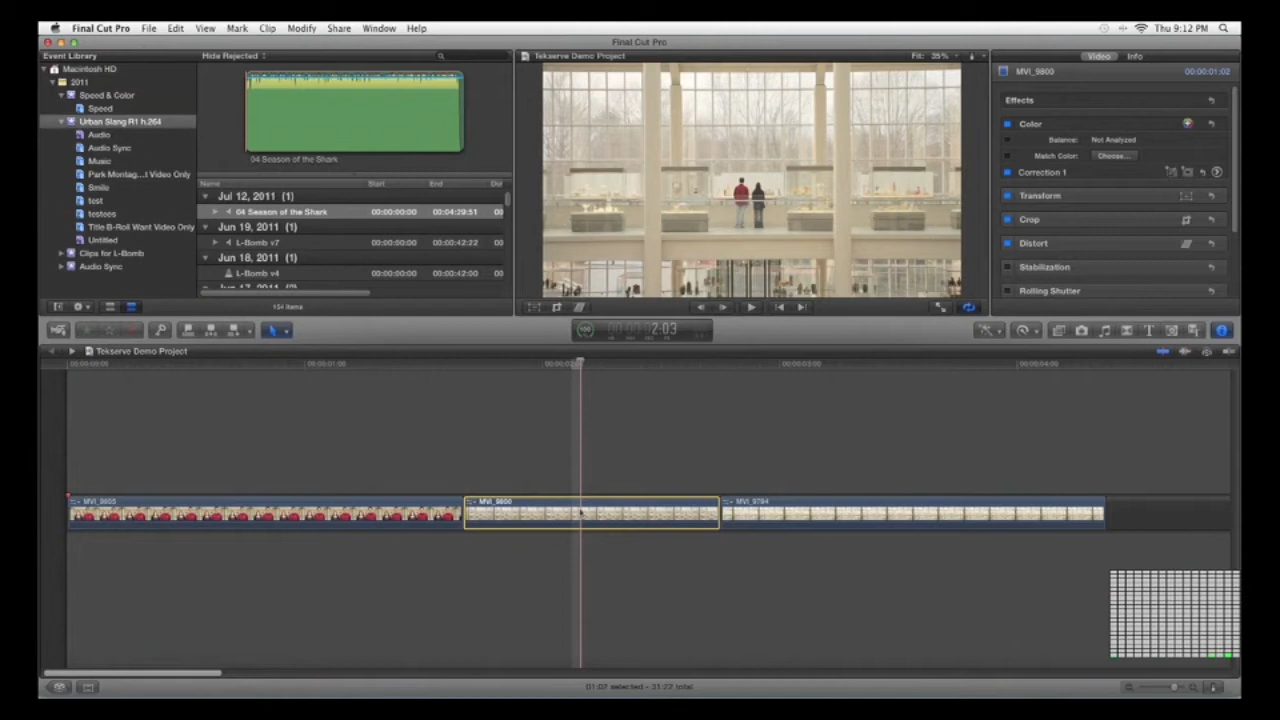 Final Cut Pro File Edit View Mark Clip Modify Share Window Help Thu 9:12 PM
Final Cut Pro
Event Library Hide Rejected Tekserve Demo Project Fit: 35% Video Info
Macintosh HD
2011
Speed & Color
Speed
Urban Slang R1 h.264
Audio
Audio Sync
Music
Park Montag...t Video Only
Smile
test
testees
Title B-Roll Want Video Only
Untitled
Clips for L-Bomb
Audio Sync
04 Season of the Shark
Name Start End Dur
Jul 12, 2011 (1)
04 Season of the Shark 00:00:00:00 00:04:29:51 00
Jun 19, 2011 (1)
L-Bomb v7 00:00:00:00 00:00:42:22 00
Jun 18, 2011 (1)
L-Bomb v4 00:00:00:00 00:00:42:00 00
Jun 17, 2011 (1)
154 items
MVI_9800 00:00:01:02
Effects
Color
Balance: Not Analyzed
Match Color: Choose...
Correction 1
Transform
Crop
Distort
Stabilization
Rolling Shutter
100 2:03
Tekserve Demo Project
00:00:00:00 00:00:01:00 00:00:03:00 00:00:04:00
MVI_9805 MVI_9800 MVI_9794
01:07 selected - 31:22 total